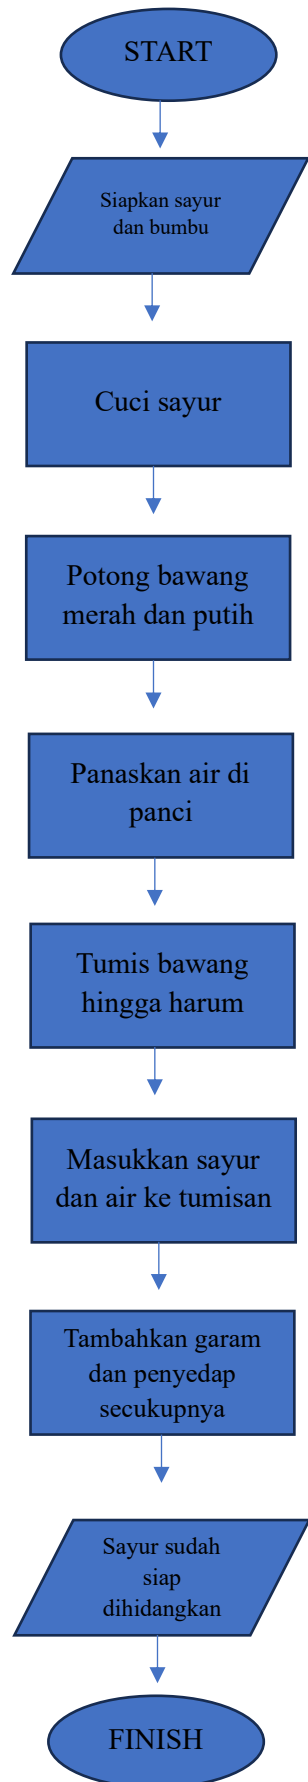 START
Siapkan sayur
dan bumbu
Cuci sayur
Potong bawang
merah dan putih
Panaskan air di
panci
Tumis bawang
hingga harum
Masukkan sayur
dan air ke tumisan
Tambahkan garam
dan penyedap
secukupnya
Sayur sudah
siap
dihidangkan
FINISH